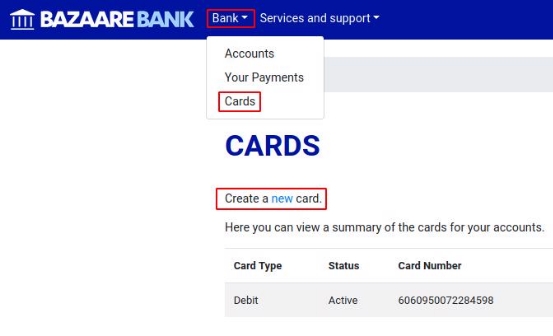 BAZAARE BANK Bank Services and support
Accounts
Your Payments
Cards
CARDS
Create a new card.
Here you can view a summary of the cards for your accounts.
Card Type Status Card Number
Debit Active 6060950072284598